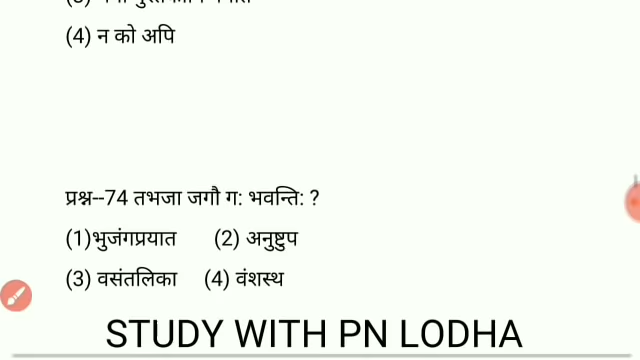 (4) न को अपि
प्रश्न--74 तभजा जगौ ग: भवन्ति: ?
(1)भुजंगप्रयात (2) अनुष्टुप
(3) वसंतलिका (4) वंशस्थ
STUDY WITH PN LODHA